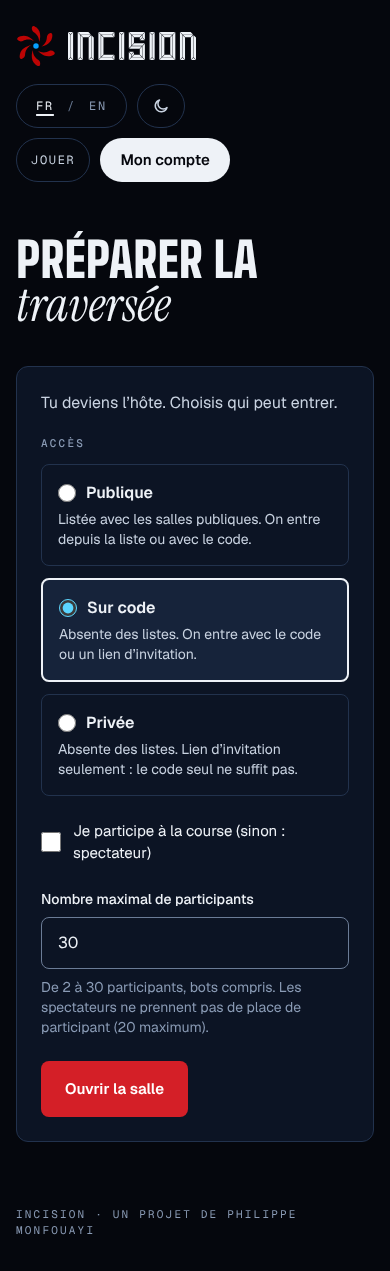 INCISION
FR / EN
JOUER
Mon compte
PRÉPARER LA
traversée
Tu deviens l’hôte. Choisis qui peut entrer.
ACCÈS
Publique
Listée avec les salles publiques. On entre
depuis la liste ou avec le code.
Sur code
Absente des listes. On entre avec le code
ou un lien d’invitation.
Privée
Absente des listes. Lien d’invitation
seulement : le code seul ne suffit pas.
Je participe à la course (sinon :
spectateur)
Nombre maximal de participants
30
De 2 à 30 participants, bots compris. Les
spectateurs ne prennent pas de place de
participant (20 maximum).
Ouvrir la salle
INCISION · UN PROJET DE PHILIPPE
MONFOUAYI